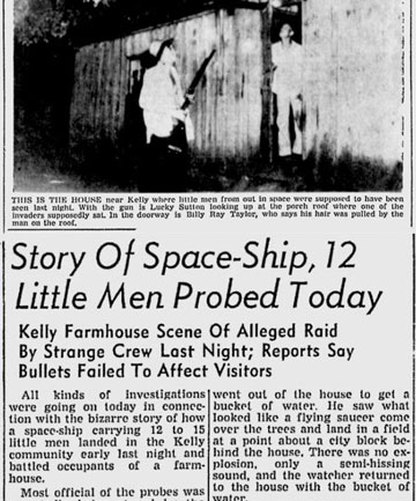 THIS IS THE HOUSE near Kelly where little men from out in space were supposed to have been
seen last night. With the gun is Lucky Sutton looking up at the porch roof where one of the
invaders supposedly sat. In the doorway is Billy Ray Taylor, who says his hair was pulled by the
man on the roof.
Story Of Space-Ship, 12
Little Men Probed Today
Kelly Farmhouse Scene Of Alleged Raid
By Strange Crew Last Night; Reports Say
Bullets Failed To Affect Visitors
All kinds of investigations
were going on today in connec-
tion with the bizarre story of how
a space-ship carrying 12 to 15
little men landed in the Kelly
community early last night and
battled occupants of a farm-
house.
Most official of the probes was
went out of the house to get a
bucket of water. He saw what
looked like a flying saucer come
over the trees and land in a field
at a point about a city block be-
hind the house. There was no ex-
plosion, only a semi-hissing
sound, and the watcher returned
to the house with the bucket of
water.